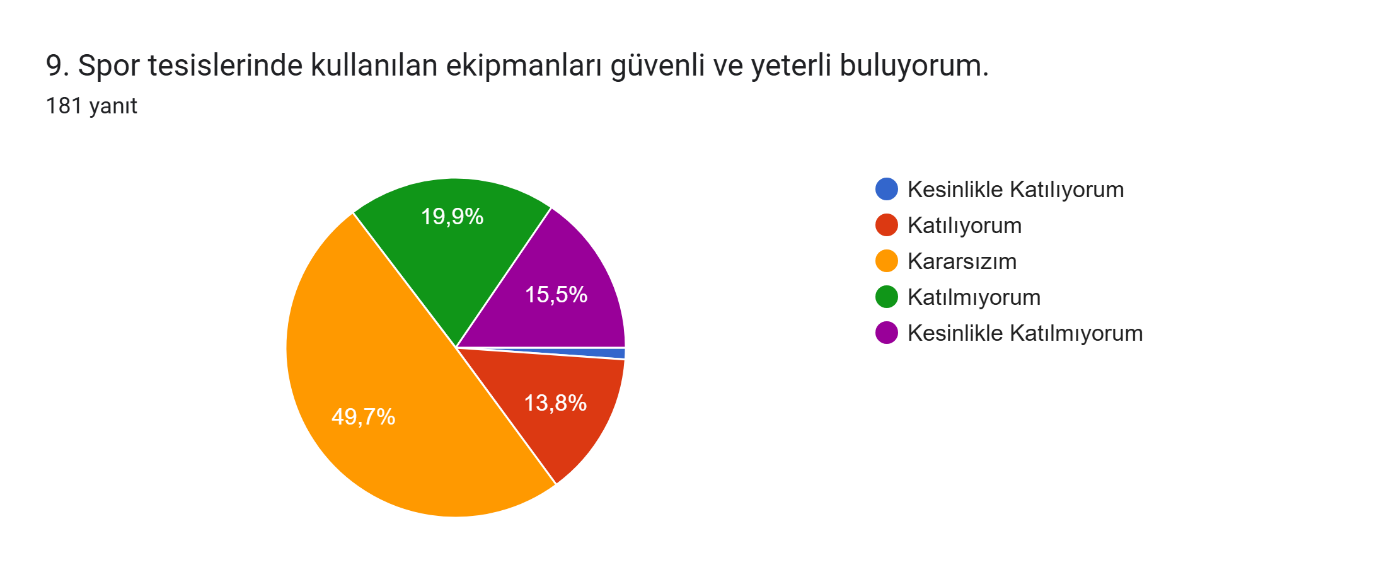 9. Spor tesislerinde kullanılan ekipmanları güvenli ve yeterli buluyorum.
181 yanıt
Kesinlikle Katılıyorum
Katılıyorum
Kararsızım
Katılmıyorum
Kesinlikle Katılmıyorum
19,9%
15,5%
13,8%
49,7%